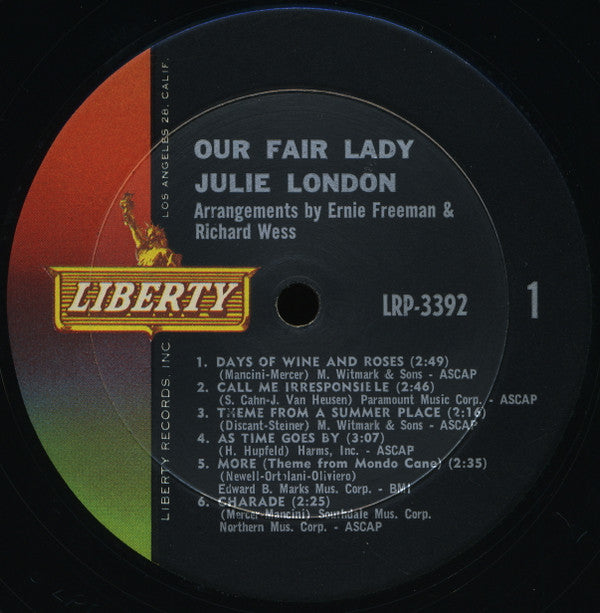 OUR FAIR LADY
JULIE LONDON
Arrangements by Ernie Freeman &
Richard Wess
LIBERTY
LRP-3392
1
1. DAYS OF WINE AND ROSES (2:49)
(Mancini-Mercer) M. Witmark & Sons - ASCAP
2. CALL ME IRRESPONSIELE (2:46)
(S. Cahn-J. Van Heusen) Paramount Music Corp. - ASCAP
3. THEME FROM A SUMMER PLACE (2:16)
(Discant-Steiner) M. Witmark & Sons - ASCAP
4. AS TIME GOES BY (3:07)
(H. Hupfeld) Harms, Inc. - ASCAP
5. MORE (Theme from Mondo Cane) (2:35)
(Newell-Ortolani-Oliviero)
Edward B. Marks Mus. Corp. - BMI
6. CHARADE (2:25)
(Mercer-Mancini) Southdale Mus. Corp.
Northern Mus. Corp. - ASCAP
LIBERTY RECORDS, INC. LOS ANGELES 28, CALIF.